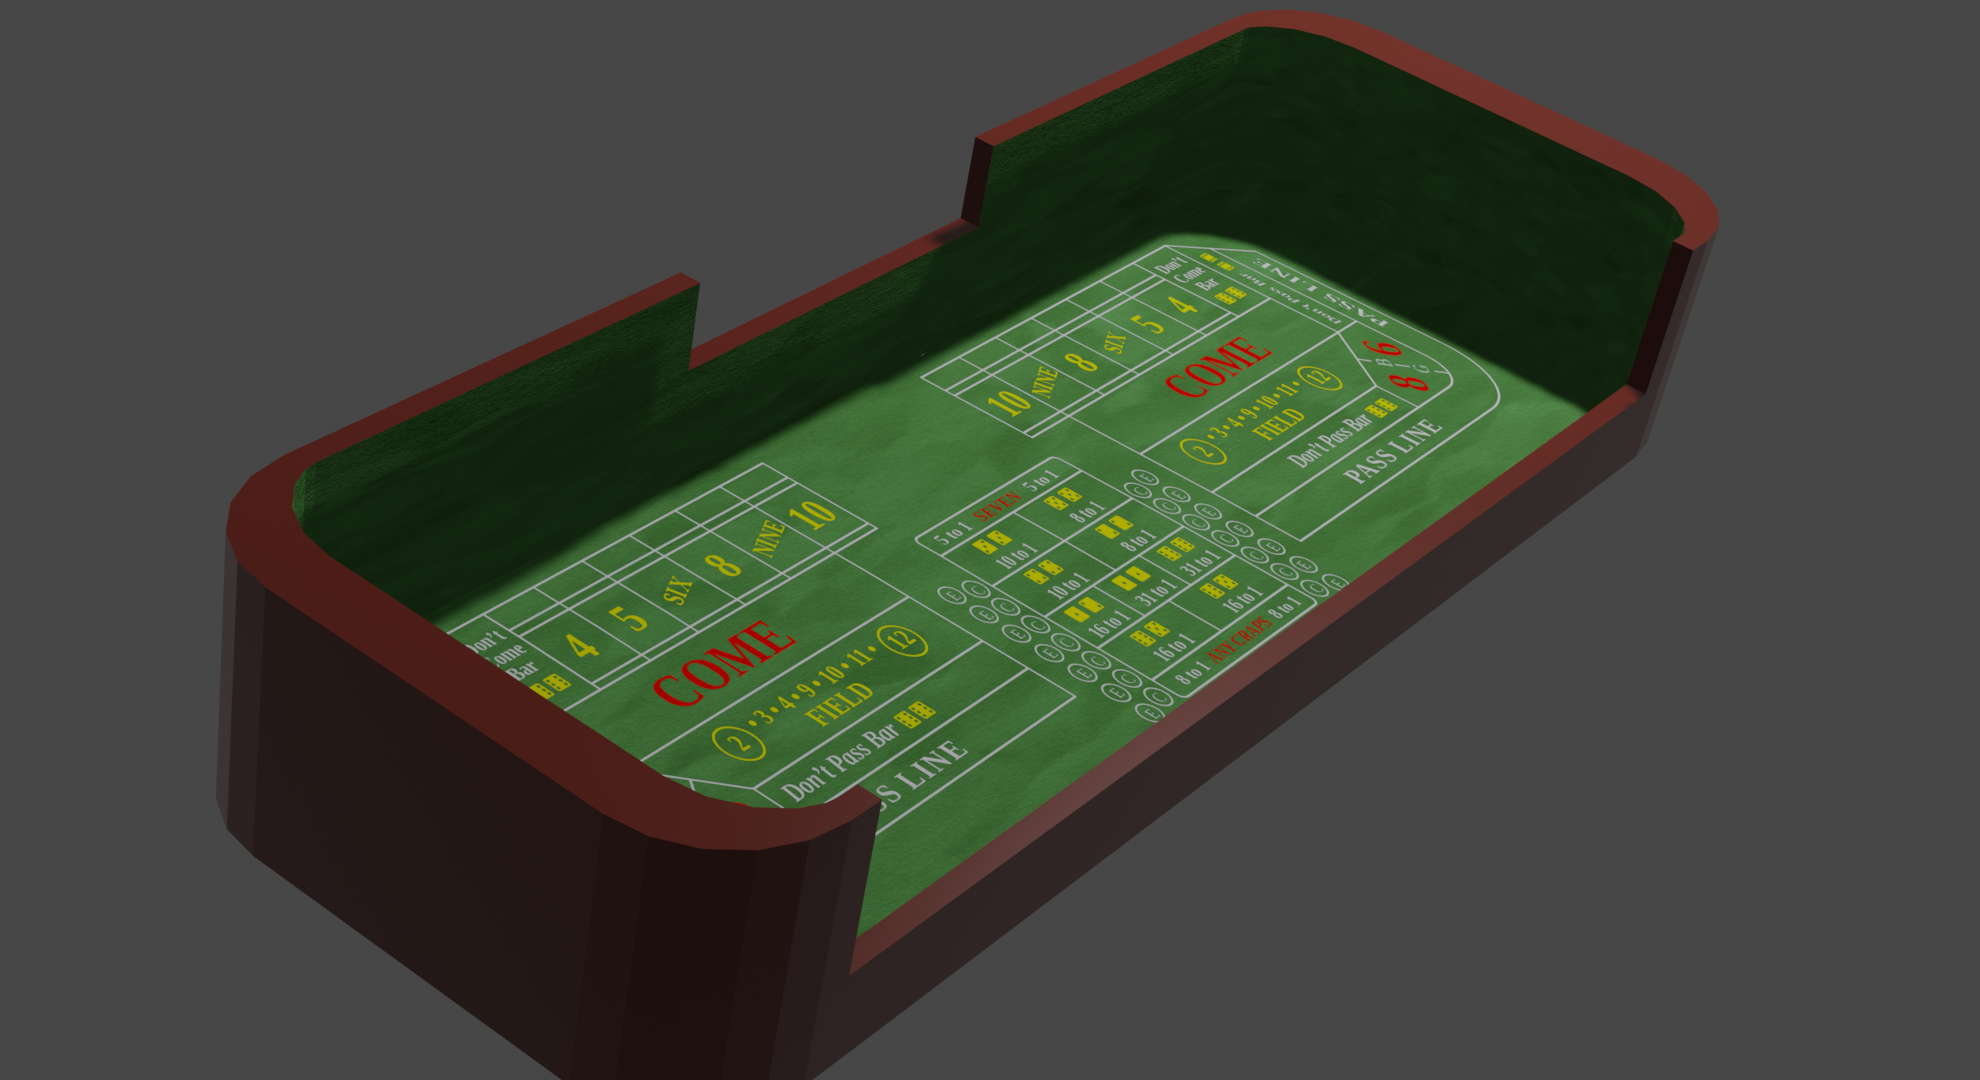 Don't
Come
Bar
4
5
SIX
8
NINE
10
COME
2 • 3 • 4 • 9 • 10 • 11 • 12
FIELD
Don't Pass Bar
PASS LINE
6
8
B I G
Don't Pass Bar
PASS LINE
5 to 1 SEVEN 5 to 1
10 to 1 8 to 1
10 to 1 8 to 1
16 to 1 31 to 1 31 to 1
16 to 1 16 to 1
8 to 1 ANY CRAPS 8 to 1
C E
C E
C E
C E
C E
C E
C E
E C
E C
E C
E C
E C
E C
E C
on't
ome
Bar
4
5
SIX
8
NINE
10
COME
2 • 3 • 4 • 9 • 10 • 11 • 12
FIELD
Don't Pass Bar
S LINE